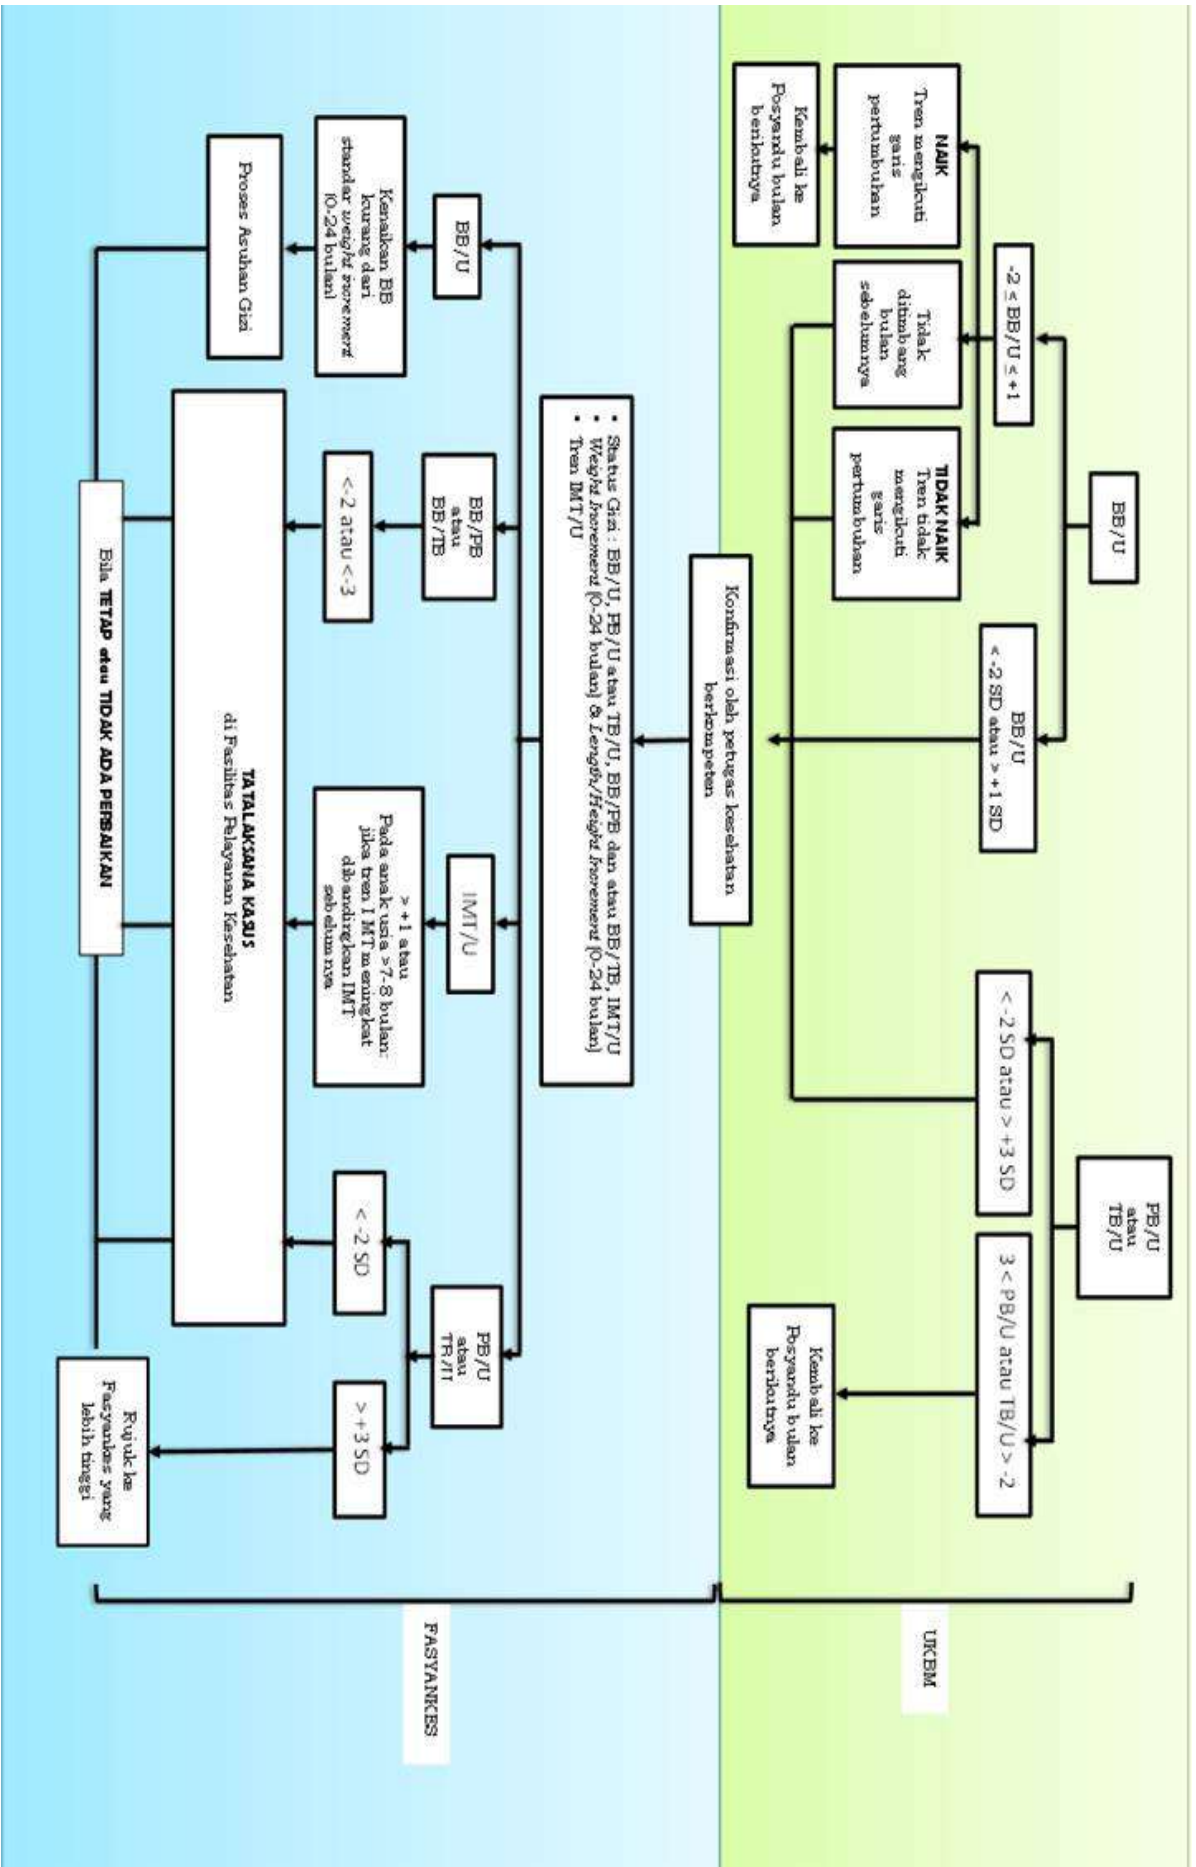 BB/U
PB/U
atau
TB/U
-2 ≤ BB/U ≤ +1
BB/U
< -2 SD atau > +1 SD
< -2 SD atau > +3 SD
3 < PB/U atau TB/U > -2
NAIK
Tren mengikuti
garis
pertumbuhan
Tidak
ditimbang
bulan
sebelumnya
TIDAK NAIK
Tren tidak
mengikuti
garis
pertumbuhan
Kembali ke
Posyandu bulan
berikutnya
Kembali ke
Posyandu bulan
berikutnya
UKBM
Konfirmasi oleh petugas kesehatan
berkompeten
• Status Gizi : BB/U, PB/U atau TB/U, BB/PB dan atau BB/TB, IMT/U
• Weight Increment (0-24 bulan) & Length/Height Increment (0-24 bulan)
• Tren IMT/U
BB/U
BB/PB
atau
BB/TB
IMT/U
PB/U
atau
TB/U
Kenaikan BB
kurang dari
standar weight increment
(0-24 bulan)
<-2 atau <-3
> +1 atau
Pada anak usia >7-8 bulan:
jika tren IMT meningkat
dibandingkan IMT
sebelumnya
< -2 SD
> +3 SD
Proses Asuhan Gizi
TATALAKSANA KASUS
di Fasilitas Pelayanan Kesehatan
Bila TETAP atau TIDAK ADA PERBAIKAN
Rujuk ke
Fasyankes yang
lebih tinggi
FASYANKES